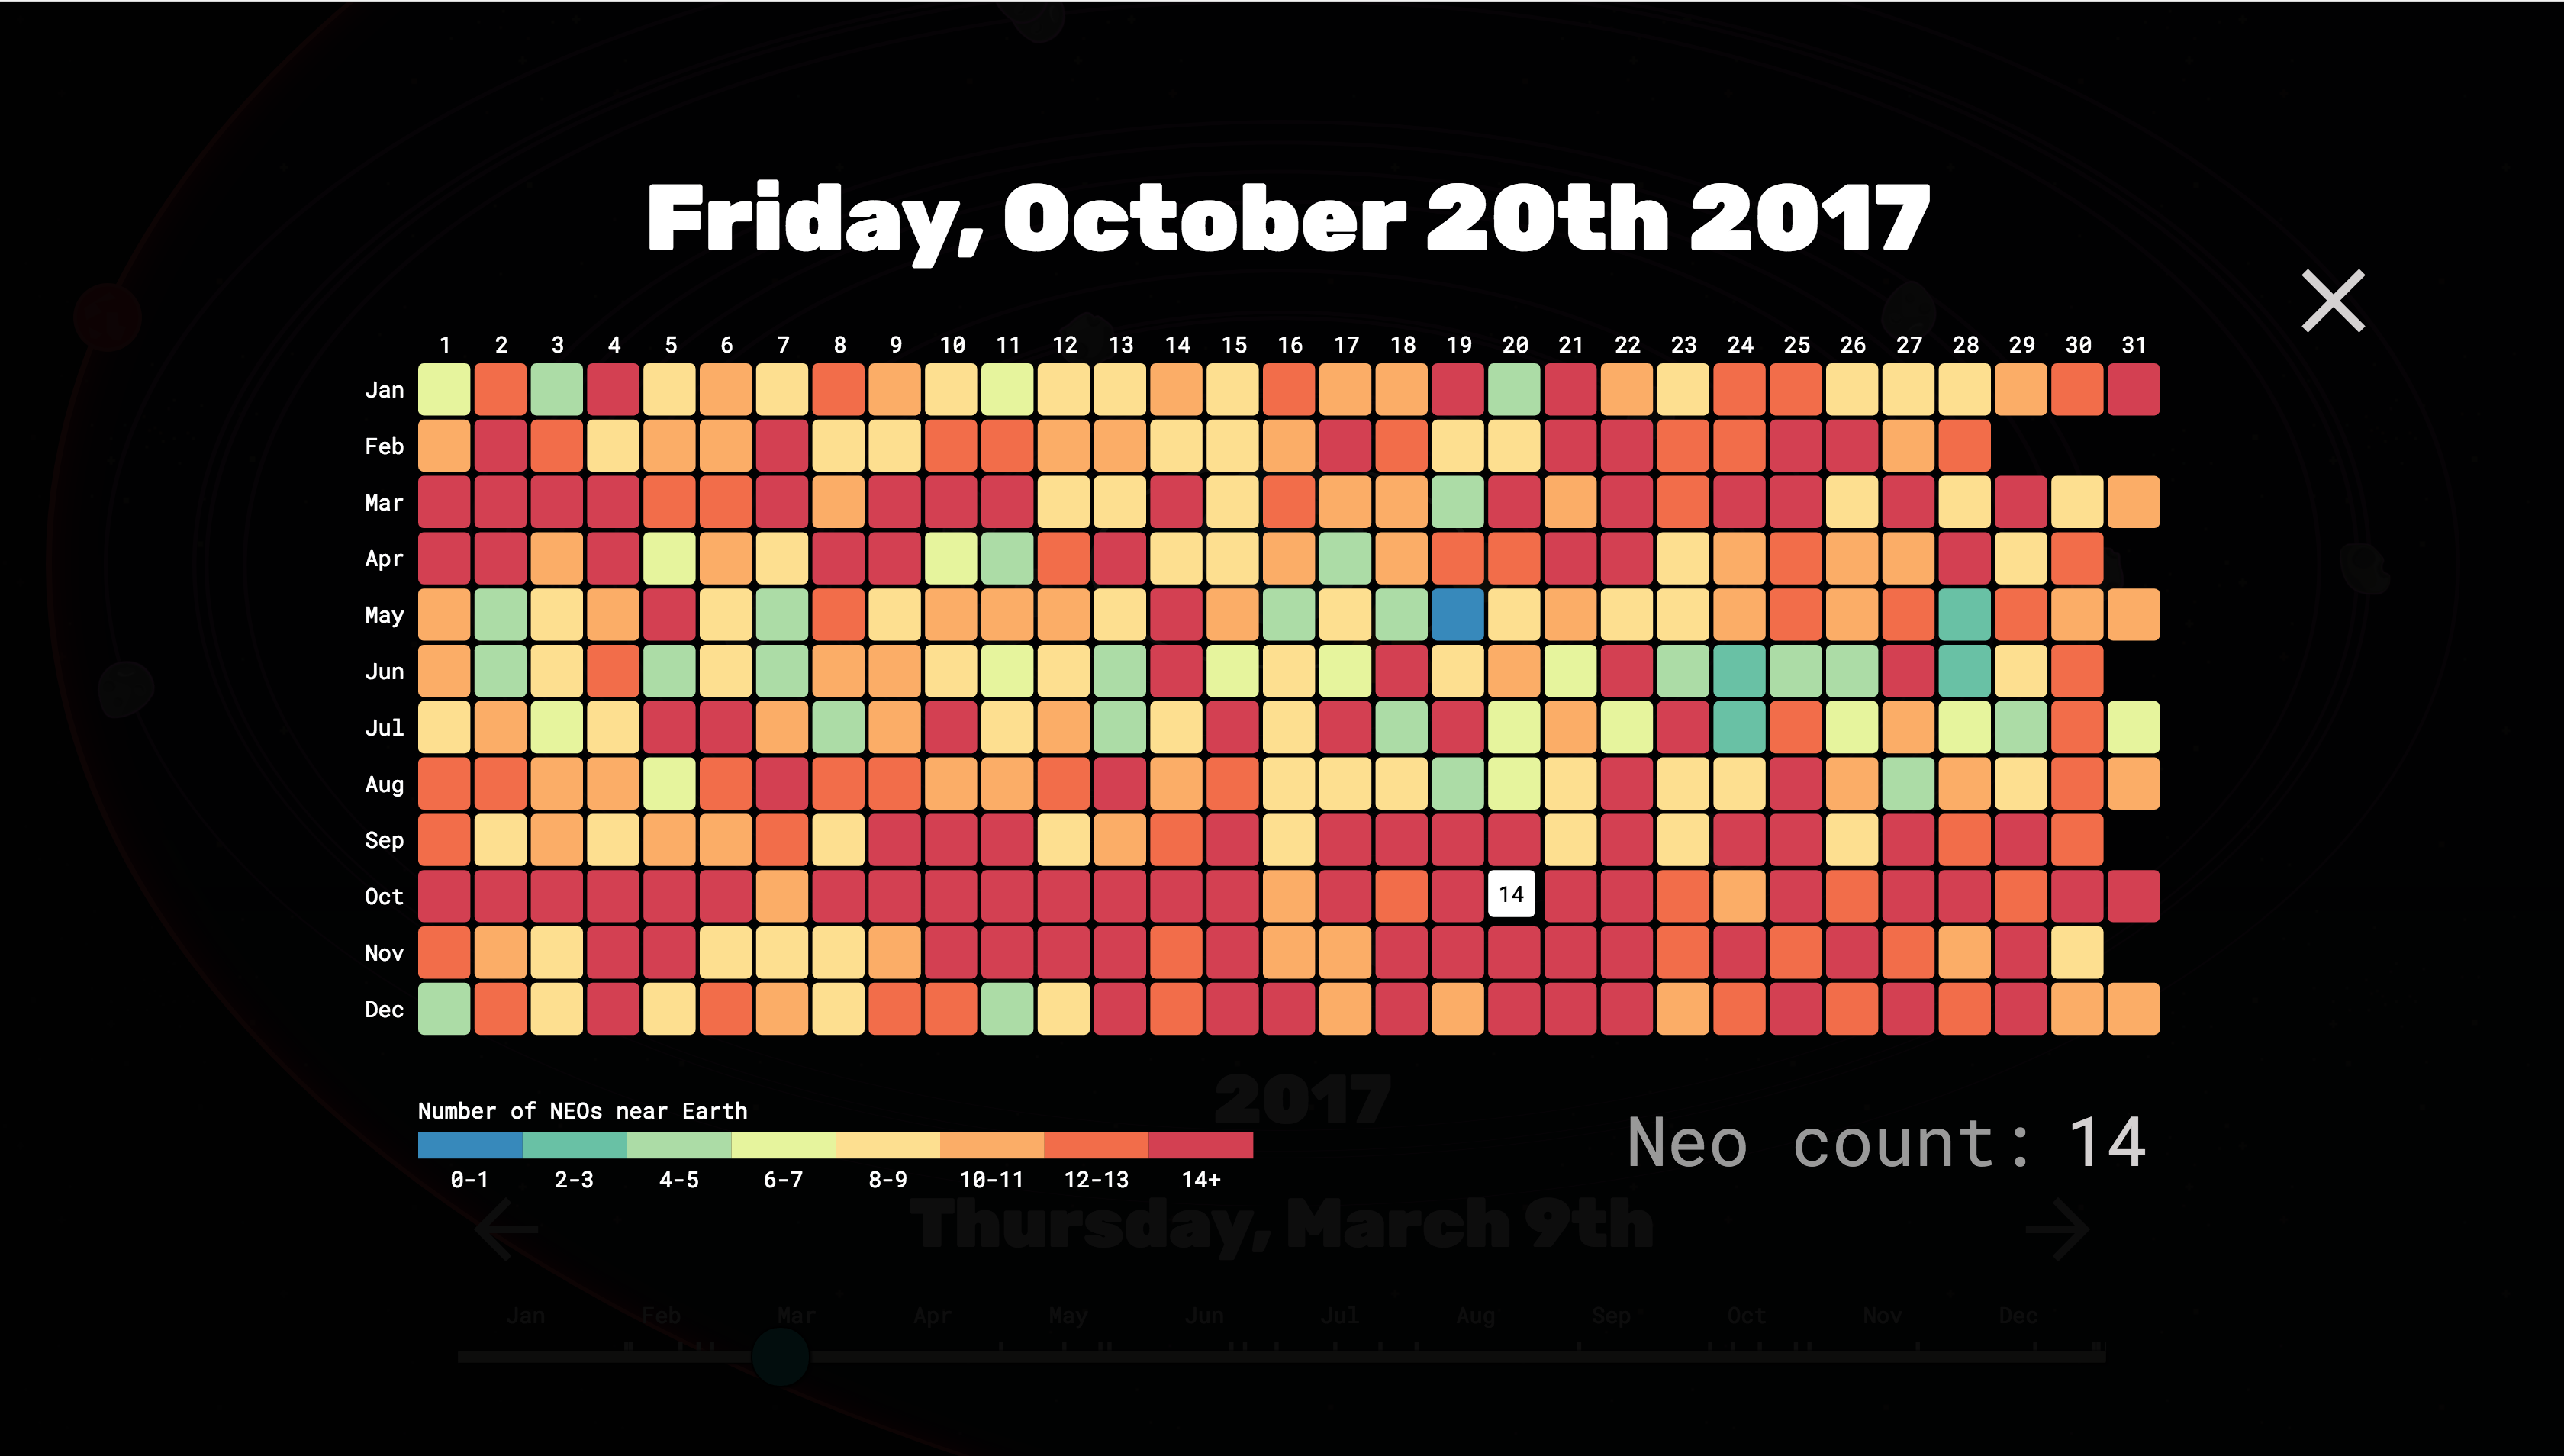 Friday, October 20th 2017
1 2 3 4 5 6 7 8 9 10 11 12 13 14 15 16 17 18 19 20 21 22 23 24 25 26 27 28 29 30 31
Jan
Feb
Mar
Apr
May
Jun
Jul
Aug
Sep
Oct 14
Nov
Dec
2017
Number of NEOs near Earth
0-1 2-3 4-5 6-7 8-9 10-11 12-13 14+
Neo count: 14
Thursday, March 9th
Jan Feb Mar Apr May Jun Jul Aug Sep Oct Nov Dec